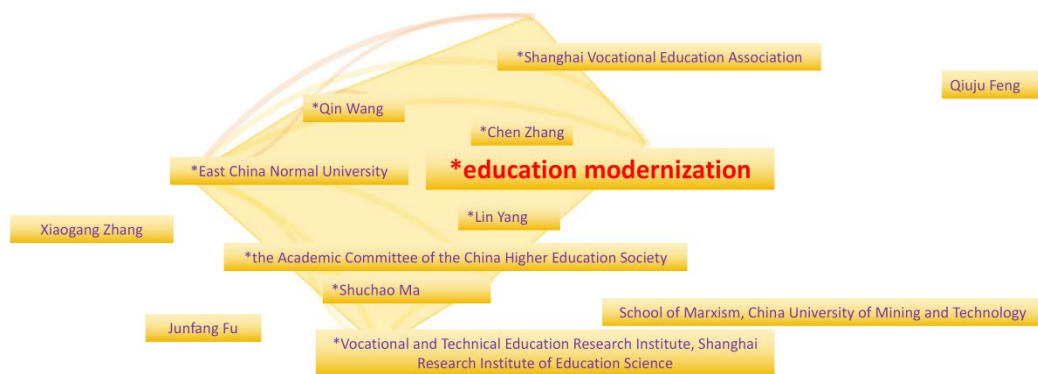 *Shanghai Vocational Education Association
Qiuju Feng
*Qin Wang
*Chen Zhang
*East China Normal University
*education modernization
*Lin Yang
Xiaogang Zhang
*the Academic Committee of the China Higher Education Society
*Shuchao Ma
School of Marxism, China University of Mining and Technology
Junfang Fu
*Vocational and Technical Education Research Institute, Shanghai
Research Institute of Education Science